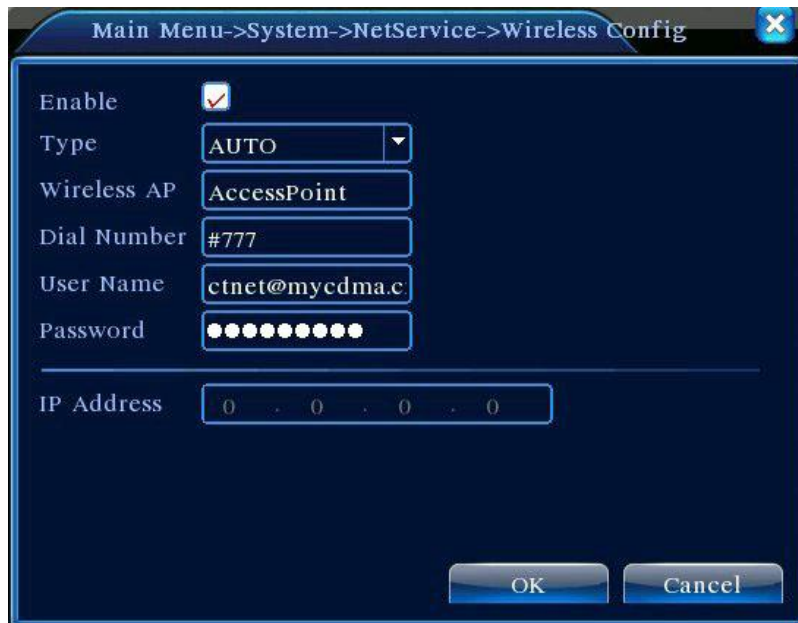 Main Menu->System->NetService->Wireless Config
Enable
Type AUTO
Wireless AP AccessPoint
Dial Number #777
User Name ctnet@mycdma.c
Password ●●●●●●●●●
IP Address 0 . 0 . 0 . 0
OK Cancel